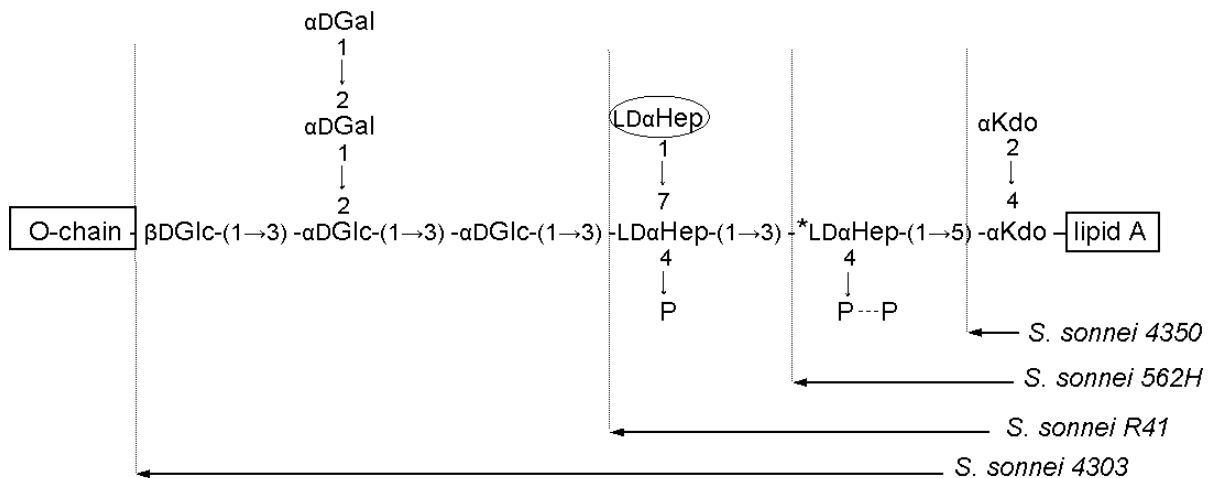 αDGal
1
↓
2
αDGal LDαHep αKdo
1 1 2
↓ ↓ ↓
2 7 4
O-chain - βDGlc-(1→3) -αDGlc-(1→3) -αDGlc-(1→3) -LDαHep-(1→3) -*LDαHep-(1→5) -αKdo – lipid A
4 4
↓ ↓
P P---P
S. sonnei 4350
S. sonnei 562H
S. sonnei R41
S. sonnei 4303